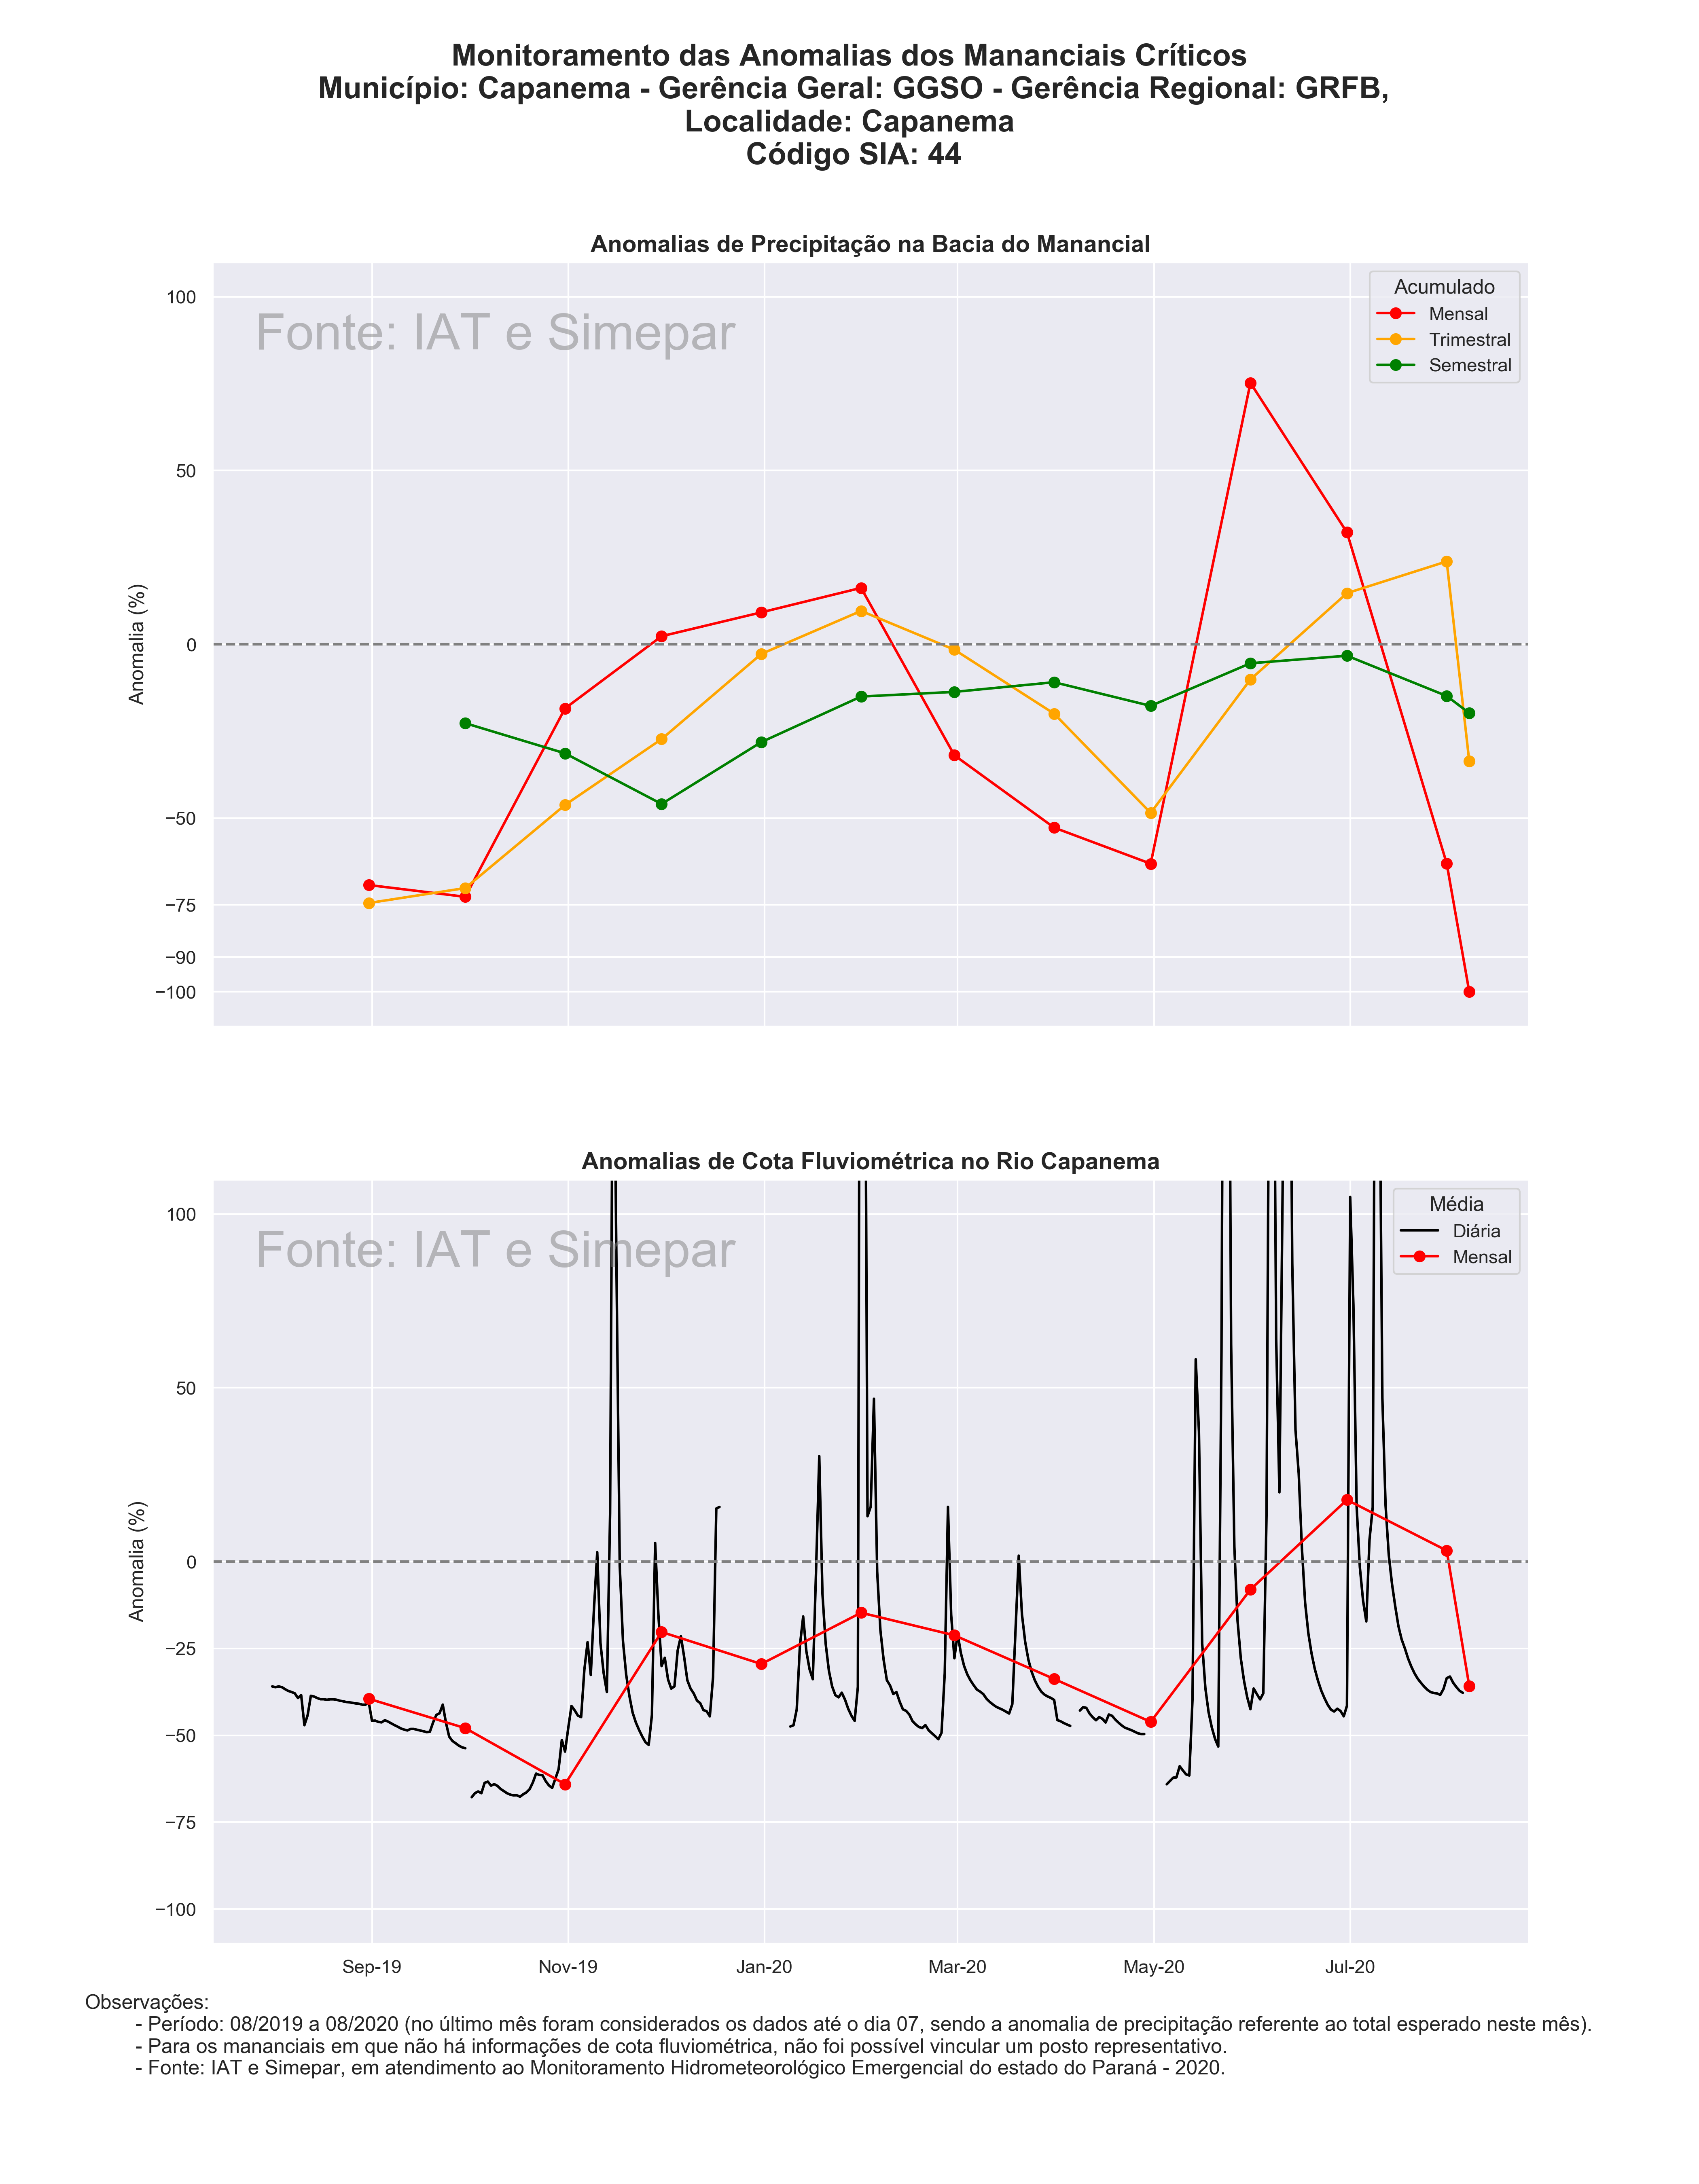 Monitoramento das Anomalias dos Mananciais Críticos
Município: Capanema - Gerência Geral: GGSO - Gerência Regional: GRFB,
Localidade: Capanema
Código SIA: 44
Anomalias de Precipitação na Bacia do Manancial
Fonte: IAT e Simepar
Acumulado
Mensal
Trimestral
Semestral
Anomalia (%)
100
50
0
−50
−75
−90
−100
Anomalias de Cota Fluviométrica no Rio Capanema
Fonte: IAT e Simepar
Média
Diária
Mensal
Anomalia (%)
100
50
0
−25
−50
−75
−100
Sep-19 Nov-19 Jan-20 Mar-20 May-20 Jul-20
Observações:
- Período: 08/2019 a 08/2020 (no último mês foram considerados os dados até o dia 07, sendo a anomalia de precipitação referente ao total esperado neste mês).
- Para os mananciais em que não há informações de cota fluviométrica, não foi possível vincular um posto representativo.
- Fonte: IAT e Simepar, em atendimento ao Monitoramento Hidrometeorológico Emergencial do estado do Paraná - 2020.